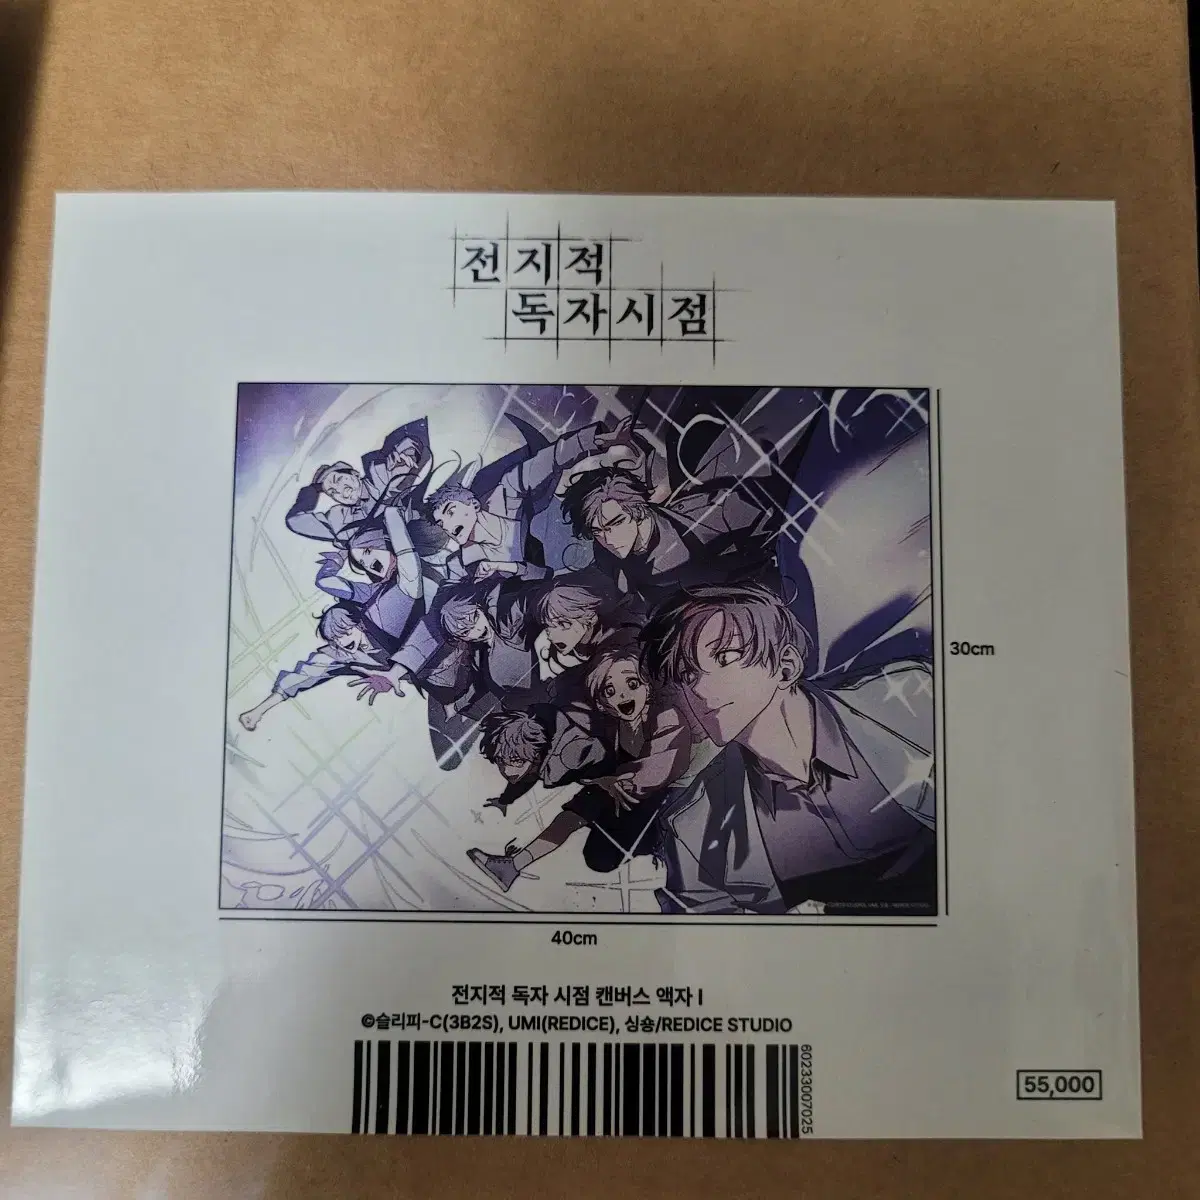 전지적
독자시점
30cm
40cm
전지적 독자 시점 캔버스 액자 I
©슬리피-C(3B2S), UMI(REDICE), 싱숑/REDICE STUDIO
60233007025
55,000